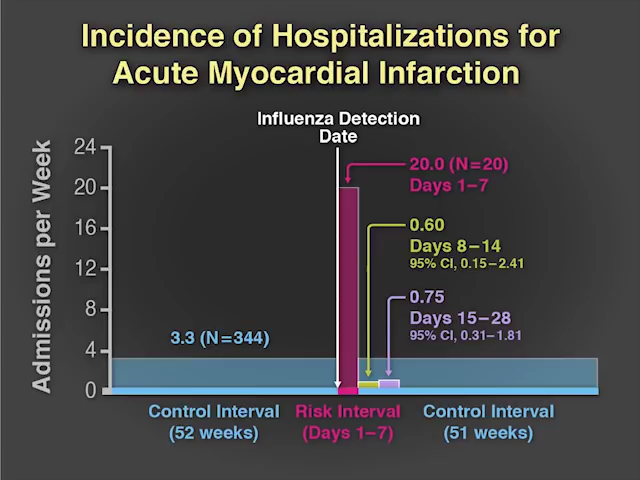 Incidence of Hospitalizations for
Acute Myocardial Infarction
Influenza Detection
Date
Admissions per Week
24
20
16
12
8
4
0
20.0 (N=20)
Days 1–7
0.60
Days 8–14
95% CI, 0.15–2.41
0.75
Days 15–28
95% CI, 0.31–1.81
3.3 (N=344)
Control Interval
(52 weeks)
Risk Interval
(Days 1–7)
Control Interval
(51 weeks)